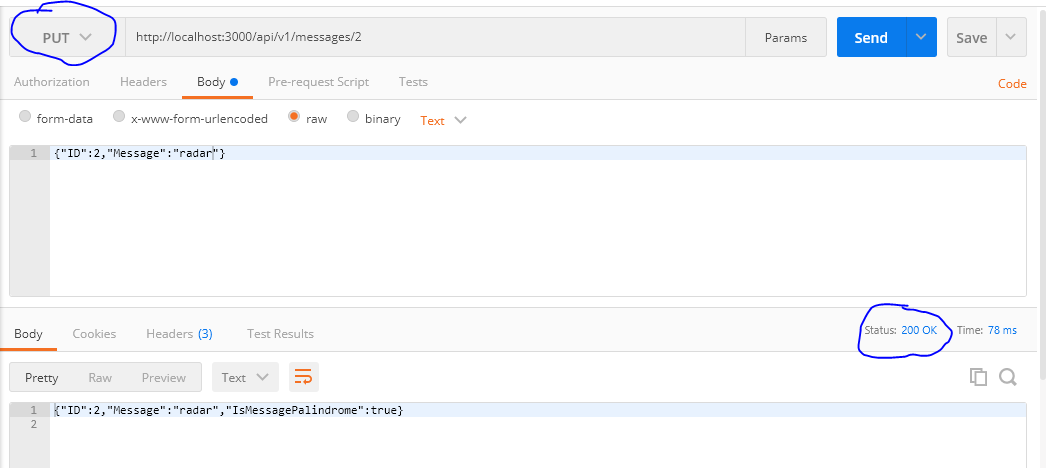 PUT http://localhost:3000/api/v1/messages/2 Params Send Save
Authorization Headers Body Pre-request Script Tests Code
form-data x-www-form-urlencoded raw binary Text
1 {"ID":2,"Message":"radar"}
Body Cookies Headers (3) Test Results Status: 200 OK Time: 78 ms
Pretty Raw Preview Text
1 {"ID":2,"Message":"radar","IsMessagePalindrome":true}
2